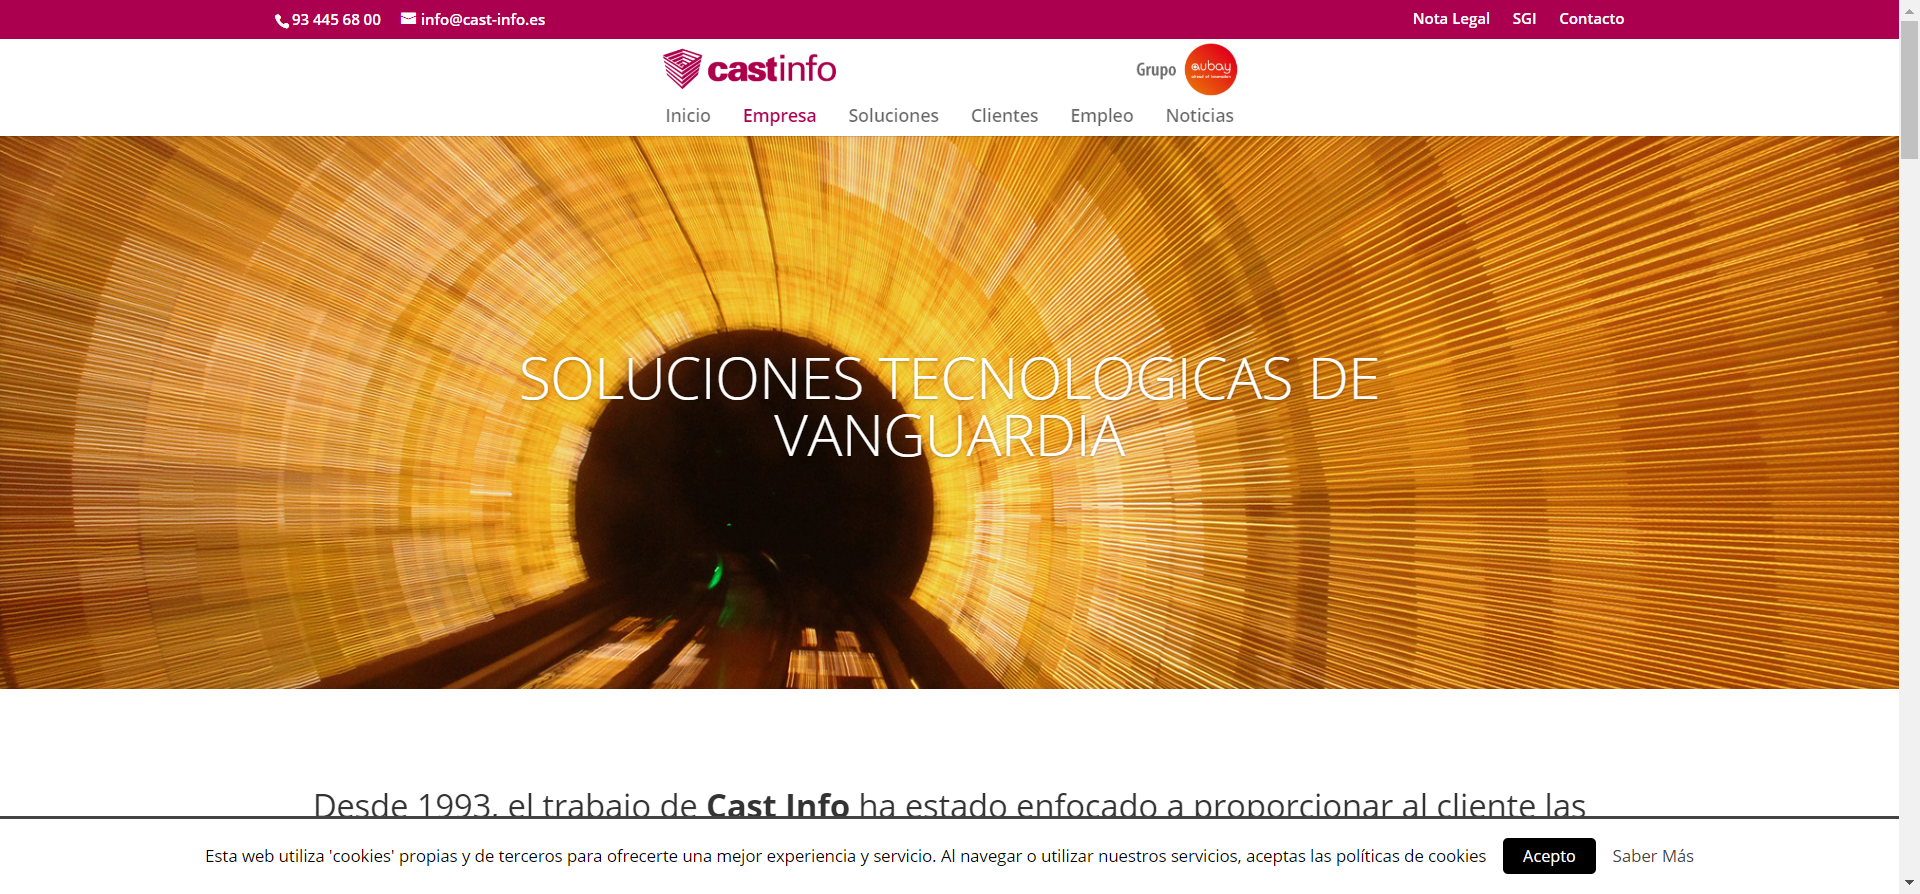 93 445 68 00 info@cast-info.es Nota Legal SGI Contacto
castinfo Grupo aubay
ahead of innovation
Inicio Empresa Soluciones Clientes Empleo Noticias
SOLUCIONES TECNOLOGICAS DE
VANGUARDIA
Desde 1993, el trabajo de Cast Info ha estado enfocado a proporcionar al cliente las
Esta web utiliza 'cookies' propias y de terceros para ofrecerte una mejor experiencia y servicio. Al navegar o utilizar nuestros servicios, aceptas las políticas de cookies Acepto Saber Más